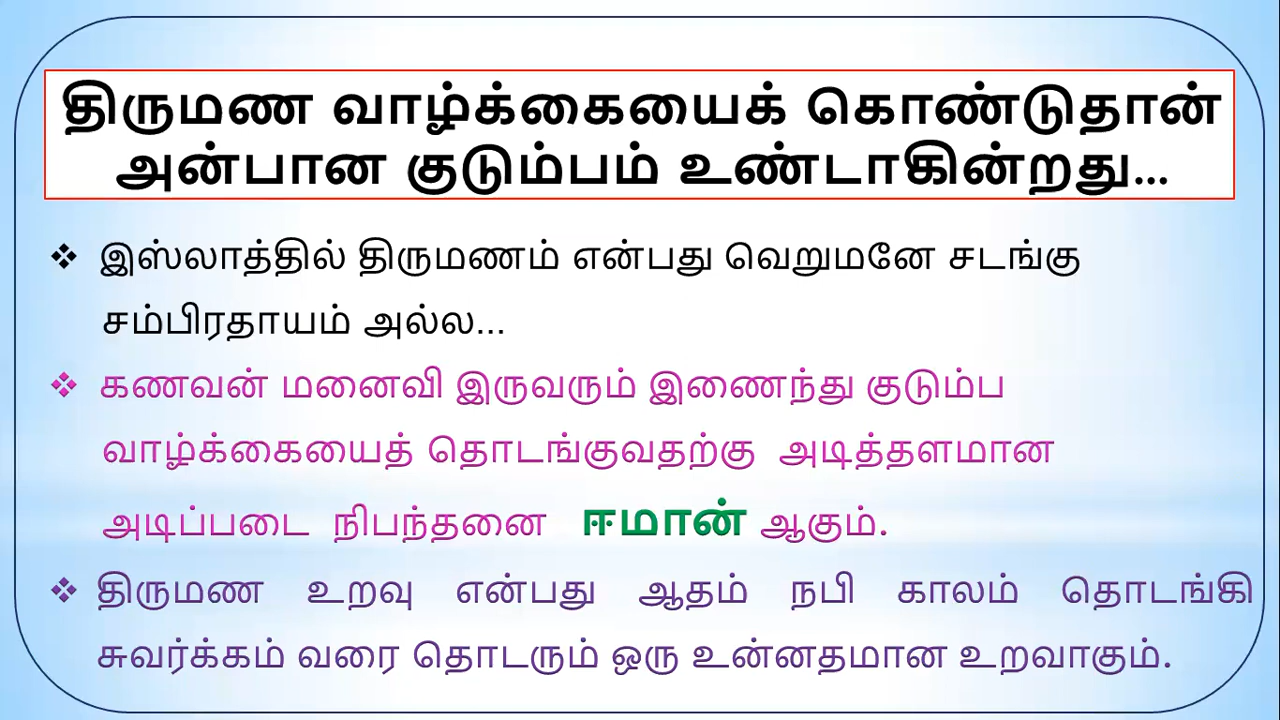 திருமண வாழ்க்கையைக் கொண்டுதான்
அன்பான குடும்பம் உண்டாகின்றது...
❖ இஸ்லாத்தில் திருமணம் என்பது வெறுமனே சடங்கு
சம்பிரதாயம் அல்ல...
❖ கணவன் மனைவி இருவரும் இணைந்து குடும்ப
வாழ்க்கையைத் தொடங்குவதற்கு அடித்தளமான
அடிப்படை நிபந்தனை ஈமான் ஆகும்.
❖ திருமண உறவு என்பது ஆதம் நபி காலம் தொடங்கி
சுவர்க்கம் வரை தொடரும் ஒரு உன்னதமான உறவாகும்.